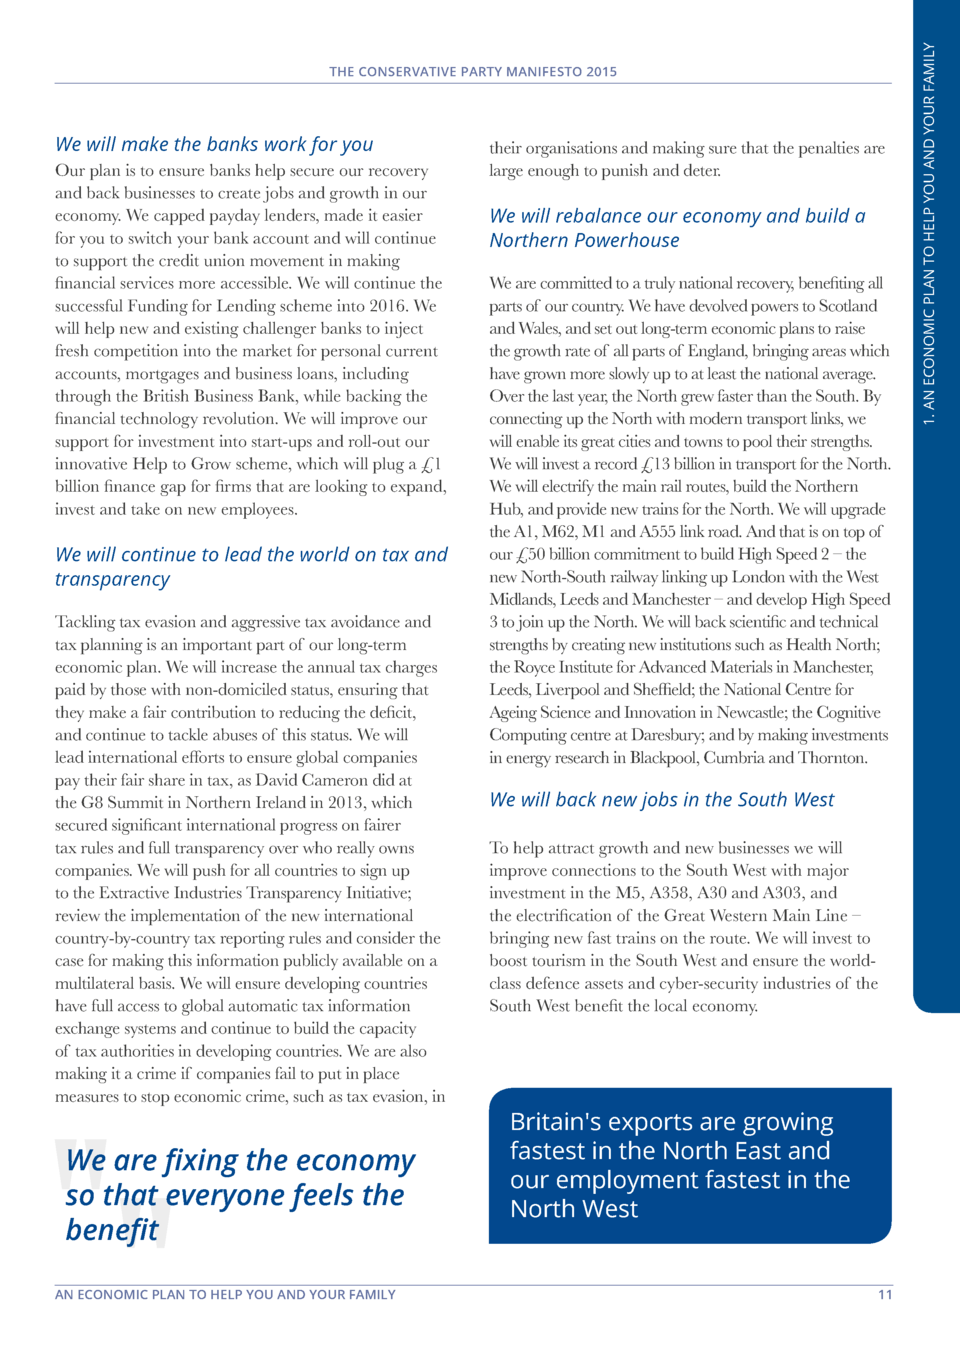 THE CONSERVATIVE PARTY MANIFESTO 2015
We will make the banks work for you
Our plan is to ensure banks help secure our recovery
and back businesses to create jobs and growth in our
economy. We capped payday lenders, made it easier
for you to switch your bank account and will continue
to support the credit union movement in making
financial services more accessible. We will continue the
successful Funding for Lending scheme into 2016. We
will help new and existing challenger banks to inject
fresh competition into the market for personal current
accounts, mortgages and business loans, including
through the British Business Bank, while backing the
financial technology revolution. We will improve our
support for investment into start-ups and roll-out our
innovative Help to Grow scheme, which will plug a £1
billion finance gap for firms that are looking to expand,
invest and take on new employees.
We will continue to lead the world on tax and
transparency
Tackling tax evasion and aggressive tax avoidance and
tax planning is an important part of our long-term
economic plan. We will increase the annual tax charges
paid by those with non-domiciled status, ensuring that
they make a fair contribution to reducing the deficit,
and continue to tackle abuses of this status. We will
lead international efforts to ensure global companies
pay their fair share in tax, as David Cameron did at
the G8 Summit in Northern Ireland in 2013, which
secured significant international progress on fairer
tax rules and full transparency over who really owns
companies. We will push for all countries to sign up
to the Extractive Industries Transparency Initiative;
review the implementation of the new international
country-by-country tax reporting rules and consider the
case for making this information publicly available on a
multilateral basis. We will ensure developing countries
have full access to global automatic tax information
exchange systems and continue to build the capacity
of tax authorities in developing countries. We are also
making it a crime if companies fail to put in place
measures to stop economic crime, such as tax evasion, in
We are fixing the economy
so that everyone feels the
benefit
their organisations and making sure that the penalties are
large enough to punish and deter.
We will rebalance our economy and build a
Northern Powerhouse
We are committed to a truly national recovery, benefiting all
parts of our country. We have devolved powers to Scotland
and Wales, and set out long-term economic plans to raise
the growth rate of all parts of England, bringing areas which
have grown more slowly up to at least the national average.
Over the last year, the North grew faster than the South. By
connecting up the North with modern transport links, we
will enable its great cities and towns to pool their strengths.
We will invest a record £13 billion in transport for the North.
We will electrify the main rail routes, build the Northern
Hub, and provide new trains for the North. We will upgrade
the A1, M62, M1 and A555 link road. And that is on top of
our £50 billion commitment to build High Speed 2 – the
new North-South railway linking up London with the West
Midlands, Leeds and Manchester – and develop High Speed
3 to join up the North. We will back scientific and technical
strengths by creating new institutions such as Health North;
the Royce Institute for Advanced Materials in Manchester,
Leeds, Liverpool and Sheffield; the National Centre for
Ageing Science and Innovation in Newcastle; the Cognitive
Computing centre at Daresbury; and by making investments
in energy research in Blackpool, Cumbria and Thornton.
We will back new jobs in the South West
To help attract growth and new businesses we will
improve connections to the South West with major
investment in the M5, A358, A30 and A303, and
the electrification of the Great Western Main Line –
bringing new fast trains on the route. We will invest to
boost tourism in the South West and ensure the world-
class defence assets and cyber-security industries of the
South West benefit the local economy.
Britain's exports are growing
fastest in the North East and
our employment fastest in the
North West
1. AN ECONOMIC PLAN TO HELP YOU AND YOUR FAMILY
AN ECONOMIC PLAN TO HELP YOU AND YOUR FAMILY 11